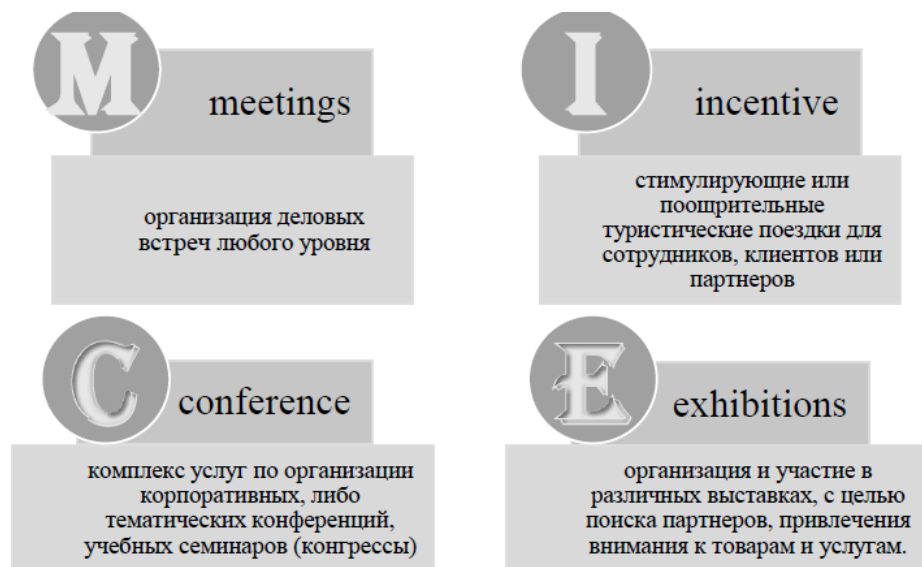 M
meetings
организация деловых
встреч любого уровня
I
incentive
стимулирующие или
поощрительные
туристические поездки для
сотрудников, клиентов или
партнеров
C
conference
комплекс услуг по организации
корпоративных, либо
тематических конференций,
учебных семинаров (конгрессы)
E
exhibitions
организация и участие в
различных выставках, с целью
поиска партнеров, привлечения
внимания к товарам и услугам.